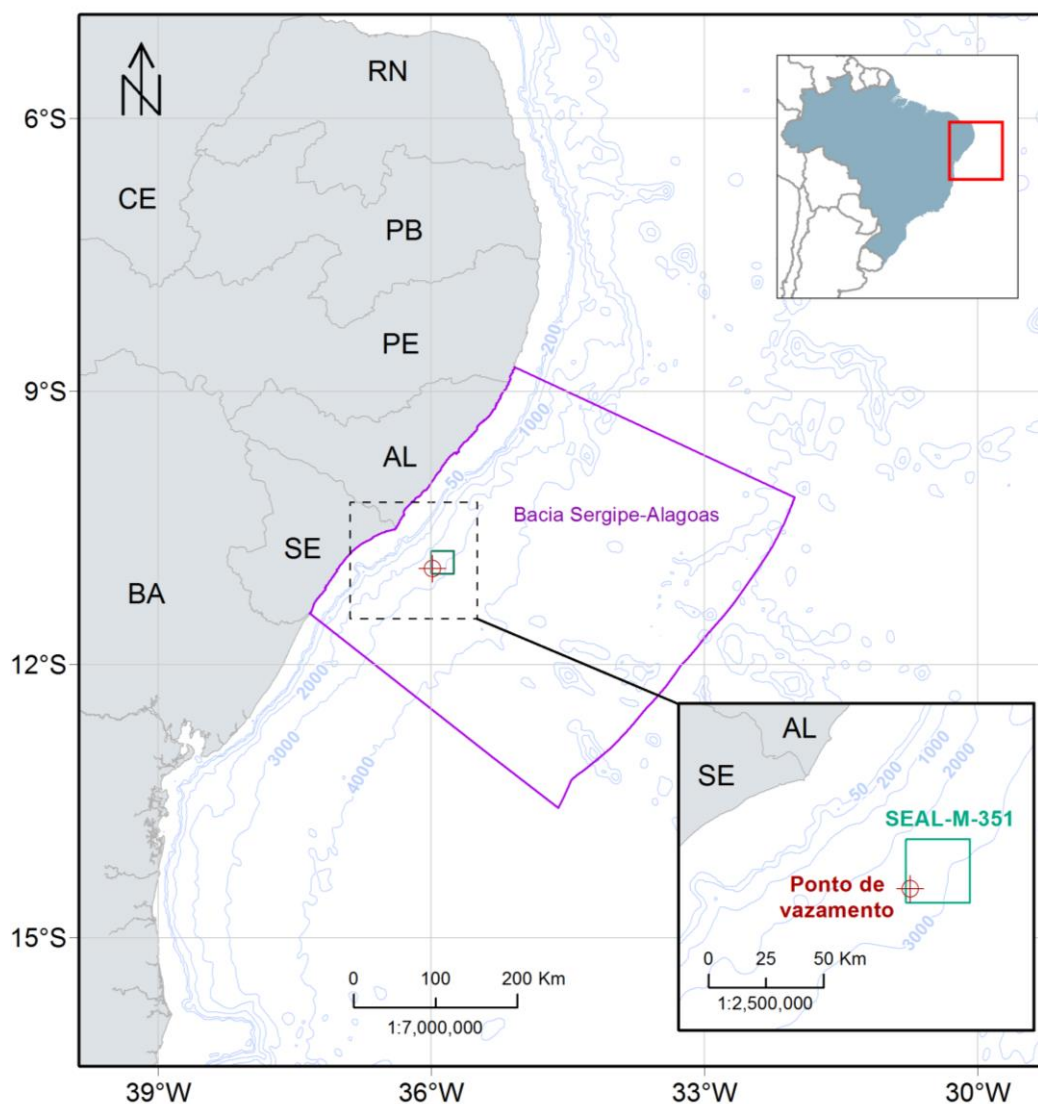 N
RN
6°S
CE
PB
PE
200
9°S
1000
AL
50
Bacia Sergipe-Alagoas
SE
BA
12°S
2000
3000
4000
AL
SE
50
200
1000
2000
SEAL-M-351
Ponto de
vazamento
3000
0 25 50 Km
1:2,500,000
15°S
0 100 200 Km
1:7,000,000
39°W 36°W 33°W 30°W